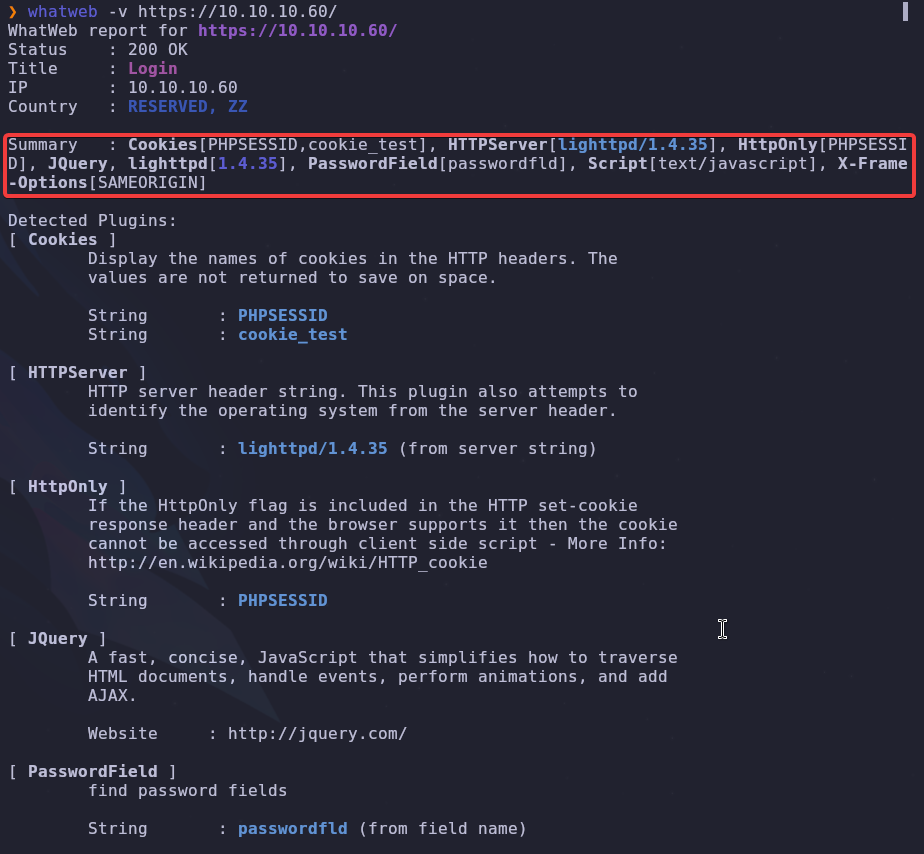 ❯ whatweb -v https://10.10.10.60/
WhatWeb report for https://10.10.10.60/
Status    : 200 OK
Title     : Login
IP        : 10.10.10.60
Country   : RESERVED, ZZ
Summary   : Cookies[PHPSESSID,cookie_test], HTTPServer[lighttpd/1.4.35], HttpOnly[PHPSESSI
D], JQuery, lighttpd[1.4.35], PasswordField[passwordfld], Script[text/javascript], X-Frame
-Options[SAMEORIGIN]
Detected Plugins:
[ Cookies ]
Display the names of cookies in the HTTP headers. The
values are not returned to save on space.
String       : PHPSESSID
String       : cookie_test
[ HTTPServer ]
HTTP server header string. This plugin also attempts to
identify the operating system from the server header.
String       : lighttpd/1.4.35 (from server string)
[ HttpOnly ]
If the HttpOnly flag is included in the HTTP set-cookie
response header and the browser supports it then the cookie
cannot be accessed through client side script - More Info:
http://en.wikipedia.org/wiki/HTTP_cookie
String       : PHPSESSID
[ JQuery ]
A fast, concise, JavaScript that simplifies how to traverse
HTML documents, handle events, perform animations, and add
AJAX.
Website     : http://jquery.com/
[ PasswordField ]
find password fields
String       : passwordfld (from field name)